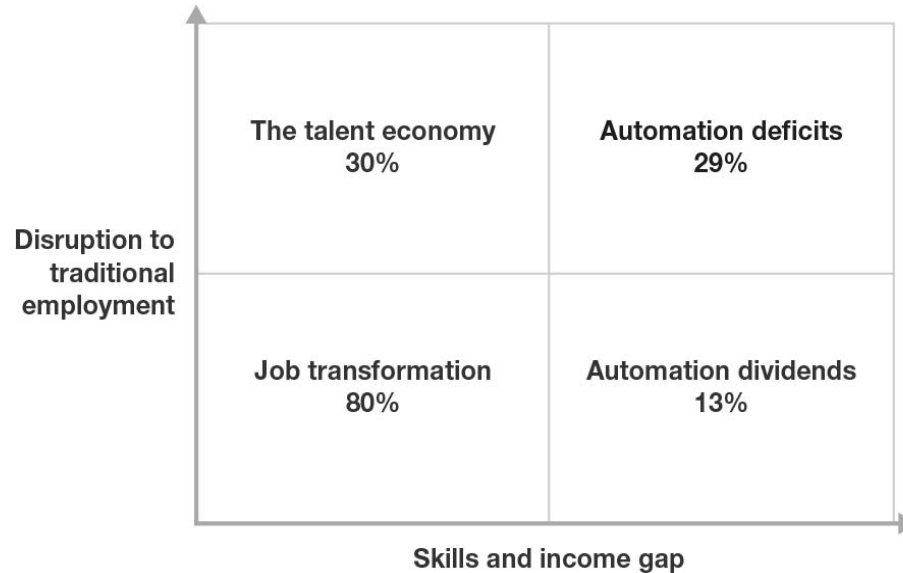 The talent economy
30%
Automation deficits
29%
Disruption to
traditional
employment
Job transformation
80%
Automation dividends
13%
Skills and income gap